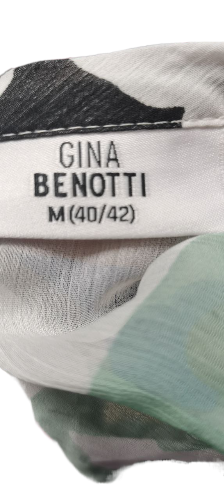 GINA
BENOTTI
M (40/42)